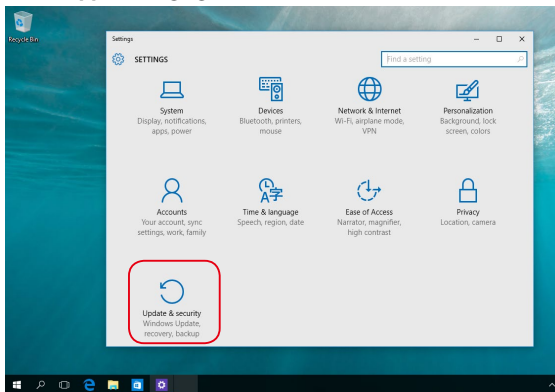 Recycle Bin
Settings
SETTINGS
Find a setting
System
Display, notifications,
apps, power
Devices
Bluetooth, printers,
mouse
Network & Internet
Wi-Fi, airplane mode,
VPN
Personalization
Background, lock
screen, colors
Accounts
Your account, sync
settings, work, family
Time & language
Speech, region, date
Ease of Access
Narrator, magnifier,
high contrast
Privacy
Location, camera
Update & security
Windows Update,
recovery, backup